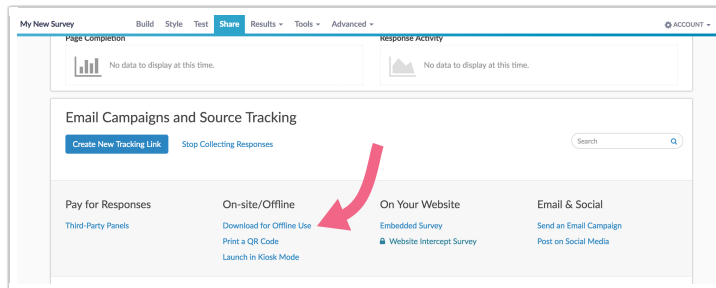 My New Survey Build Style Test Share Results Tools Advanced ACCOUNT
Page Completion Response Activity
No data to display at this time. No data to display at this time.
Email Campaigns and Source Tracking
Create New Tracking Link Stop Collecting Responses Search
Pay for Responses On-site/Offline On Your Website Email & Social
Third-Party Panels Download for Offline Use Embedded Survey Send an Email Campaign
Print a QR Code Website Intercept Survey Post on Social Media
Launch in Kiosk Mode